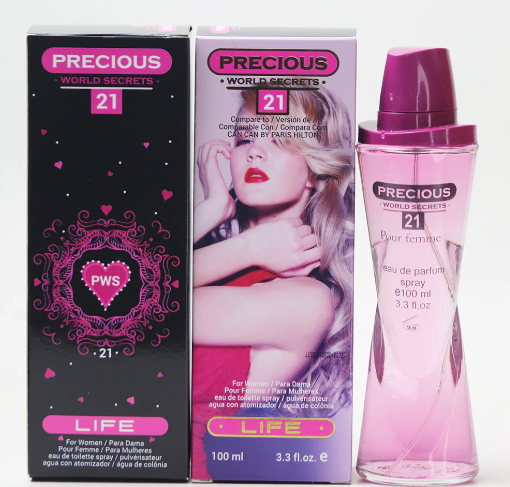 PRECIOUS
WORLD SECRETS
21
PWS
21
LIFE
For Women / Para Dama
Pour Femme / Para Mulheres
eau de toilette spray / pulvérisateur
agua con atomizador / água de colônia
PRECIOUS
WORLD SECRETS
21
Compare to / Versión de
Comparable Con / Compara Com
CAN CAN BY PARIS HILTON
For Women / Para Dama
Pour Femme / Para Mulheres
eau de toilette spray / pulvérisateur
agua con atomizador / água de colônia
LIFE
100 ml 3.3 fl.oz. e
PRECIOUS
WORLD SECRETS
21
Pour femme
eau de parfum
spray
e100 ml
3.3 fl.oz